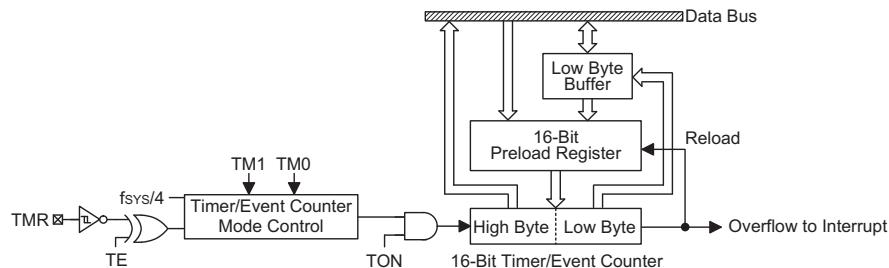 Data Bus
Low Byte
Buffer
16-Bit
Preload Register
Reload
TM1
TM0
fSYS/4
TMR
Timer/Event Counter
Mode Control
TE
TON
High Byte
Low Byte
Overflow to Interrupt
16-Bit Timer/Event Counter